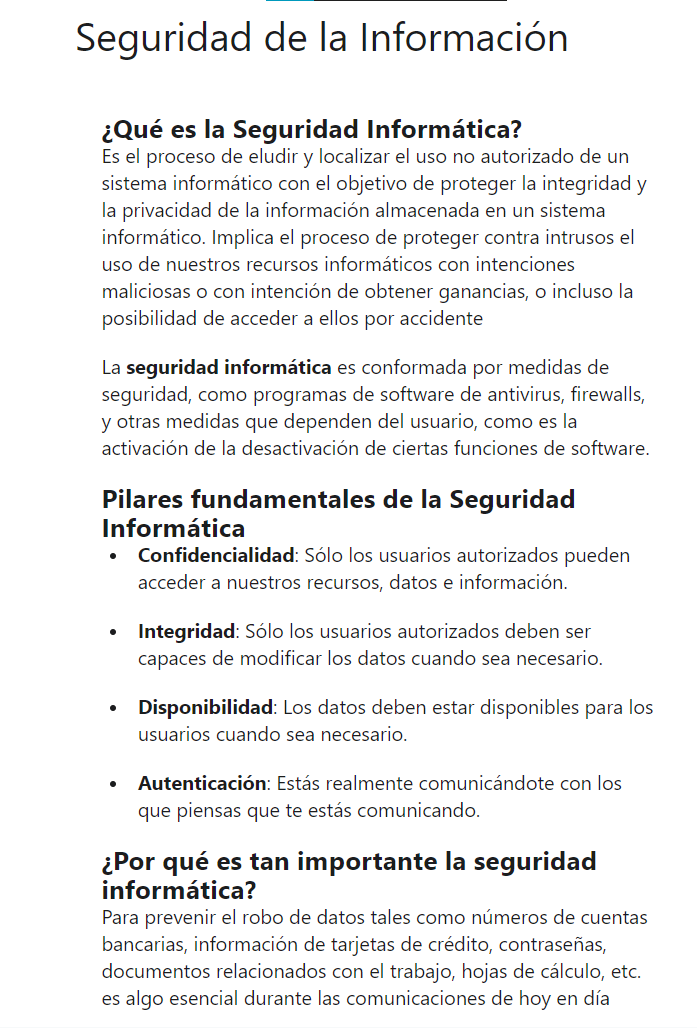 Seguridad de la Información
¿Qué es la Seguridad Informática?
Es el proceso de eludir y localizar el uso no autorizado de un
sistema informático con el objetivo de proteger la integridad y
la privacidad de la información almacenada en un sistema
informático. Implica el proceso de proteger contra intrusos el
uso de nuestros recursos informáticos con intenciones
maliciosas o con intención de obtener ganancias, o incluso la
posibilidad de acceder a ellos por accidente
La seguridad informática es conformada por medidas de
seguridad, como programas de software de antivirus, firewalls,
y otras medidas que dependen del usuario, como es la
activación de la desactivación de ciertas funciones de software.
Pilares fundamentales de la Seguridad
Informática
• Confidencialidad: Sólo los usuarios autorizados pueden
acceder a nuestros recursos, datos e información.
• Integridad: Sólo los usuarios autorizados deben ser
capaces de modificar los datos cuando sea necesario.
• Disponibilidad: Los datos deben estar disponibles para los
usuarios cuando sea necesario.
• Autenticación: Estás realmente comunicándote con los
que piensas que te estás comunicando.
¿Por qué es tan importante la seguridad
informática?
Para prevenir el robo de datos tales como números de cuentas
bancarias, información de tarjetas de crédito, contraseñas,
documentos relacionados con el trabajo, hojas de cálculo, etc.
es algo esencial durante las comunicaciones de hoy en día